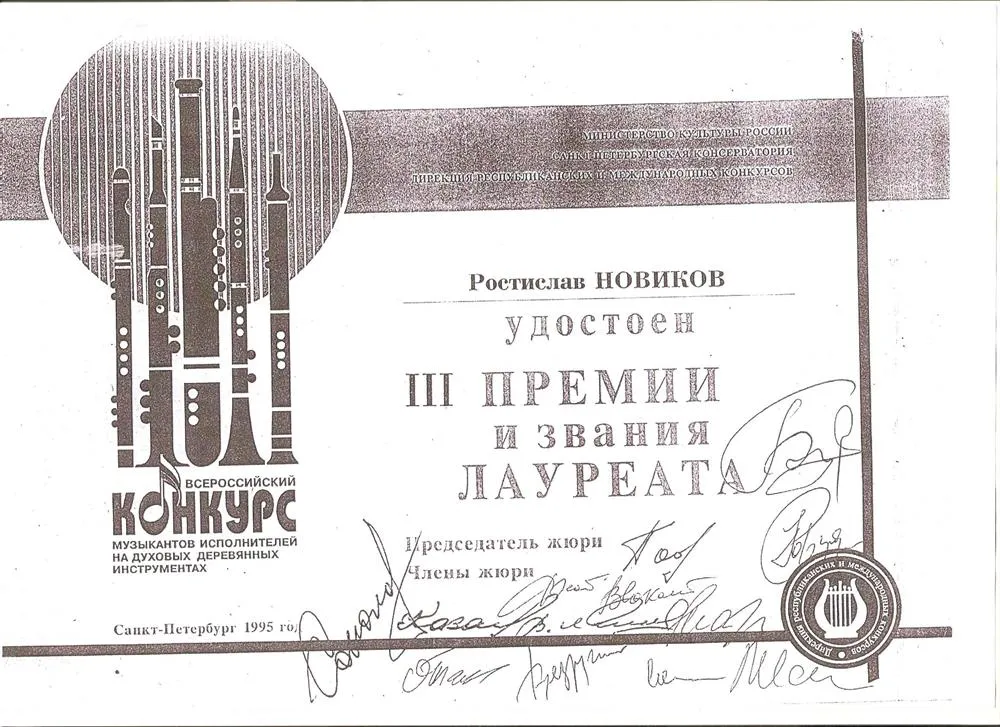 МИНИСТЕРСТВО КУЛЬТУРЫ РОССИИ
САНКТ-ПЕТЕРБУРГСКАЯ КОНСЕРВАТОРИЯ
ДИРЕКЦИЯ РЕСПУБЛИКАНСКИХ И МЕЖДУНАРОДНЫХ КОНКУРСОВ
Ростислав НОВИКОВ
удостоен
III ПРЕМИИ
и звания
ЛАУРЕАТА
Председатель жюри
Члены жюри
ВСЕРОССИЙСКИЙ
КОНКУРС
МУЗЫКАНТОВ ИСПОЛНИТЕЛЕЙ
НА ДУХОВЫХ ДЕРЕВЯННЫХ
ИНСТРУМЕНТАХ
Санкт-Петербург 1995 год
Дирекция республиканских и международных конкурсов